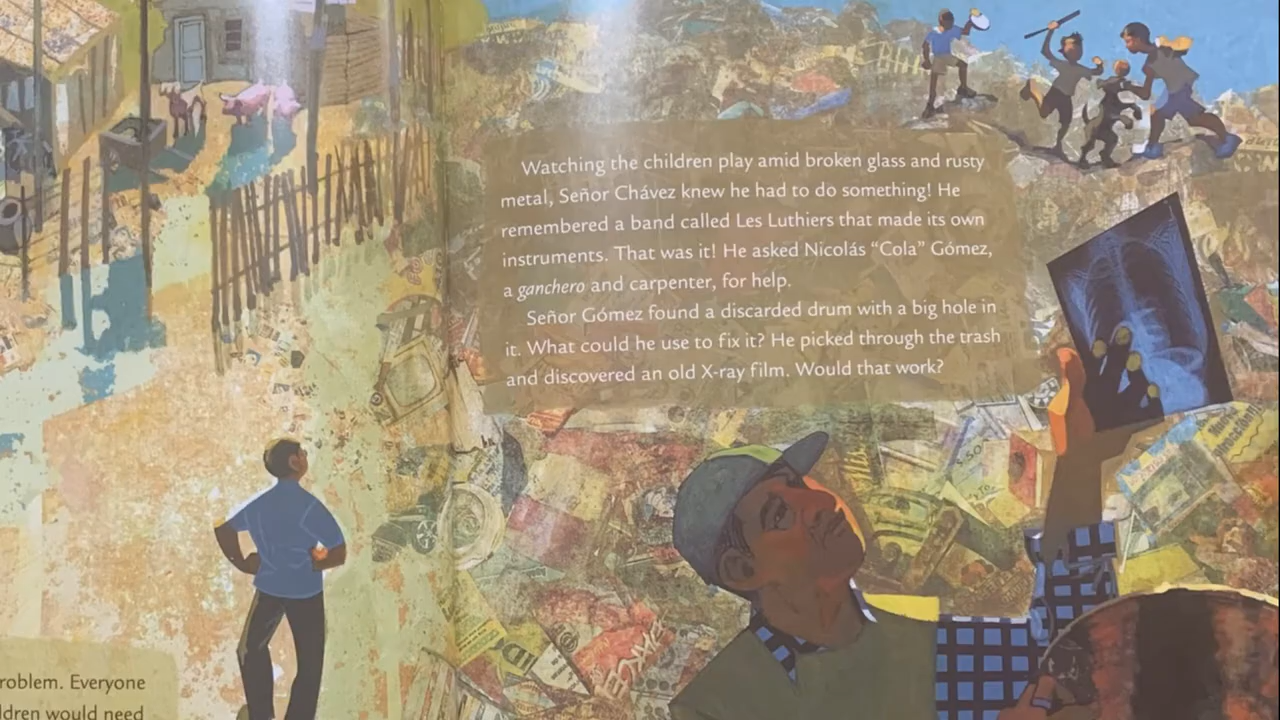 Watching the children play amid broken glass and rusty
metal, Señor Chávez knew he had to do something! He
remembered a band called Les Luthiers that made its own
instruments. That was it! He asked Nicolás “Cola” Gómez,
a ganchero and carpenter, for help.
Señor Gómez found a discarded drum with a big hole in
it. What could he use to fix it? He picked through the trash
and discovered an old X-ray film. Would that work?
roblem. Everyone
ldren would need